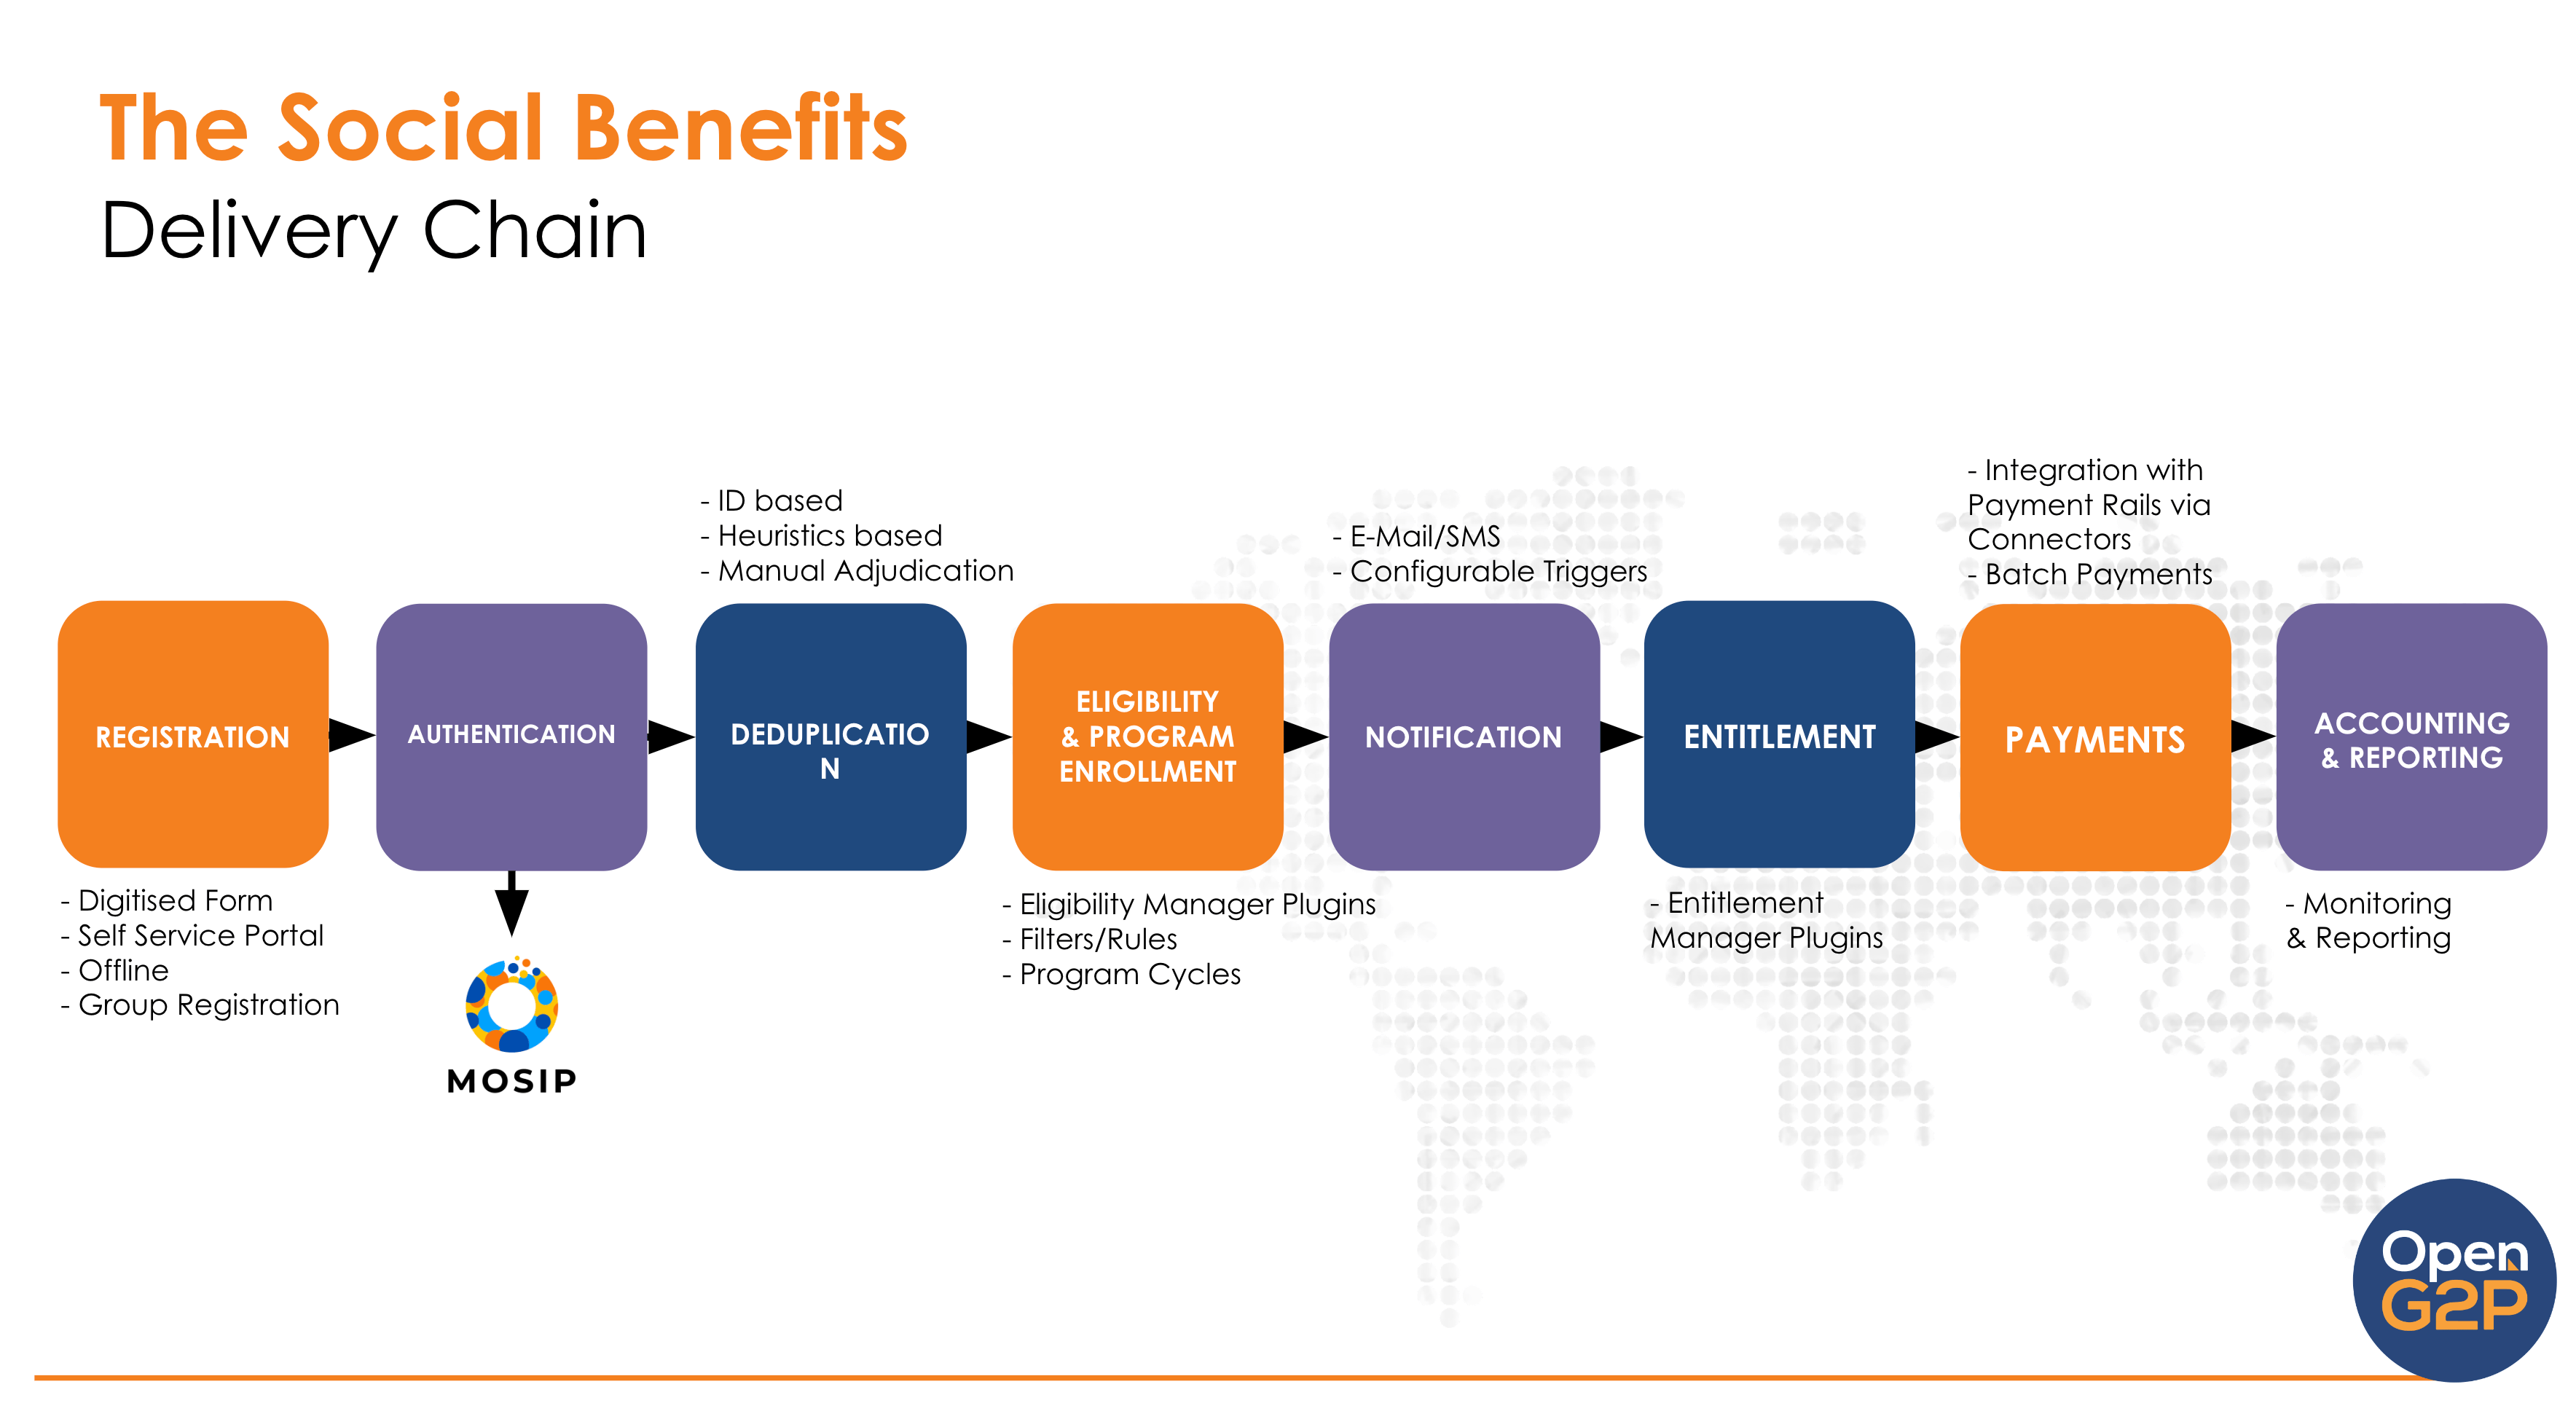 The Social Benefits
Delivery Chain
- ID based
- Heuristics based
- Manual Adjudication
- E-Mail/SMS
- Configurable Triggers
- Integration with
Payment Rails via
Connectors
- Batch Payments
REGISTRATION
AUTHENTICATION
DEDUPLICATIO
N
ELIGIBILITY
& PROGRAM
ENROLLMENT
NOTIFICATION
ENTITLEMENT
PAYMENTS
ACCOUNTING
& REPORTING
- Digitised Form
- Self Service Portal
- Offline
- Group Registration
MOSIP
- Eligibility Manager Plugins
- Filters/Rules
- Program Cycles
- Entitlement
Manager Plugins
- Monitoring
& Reporting
Open
G2P